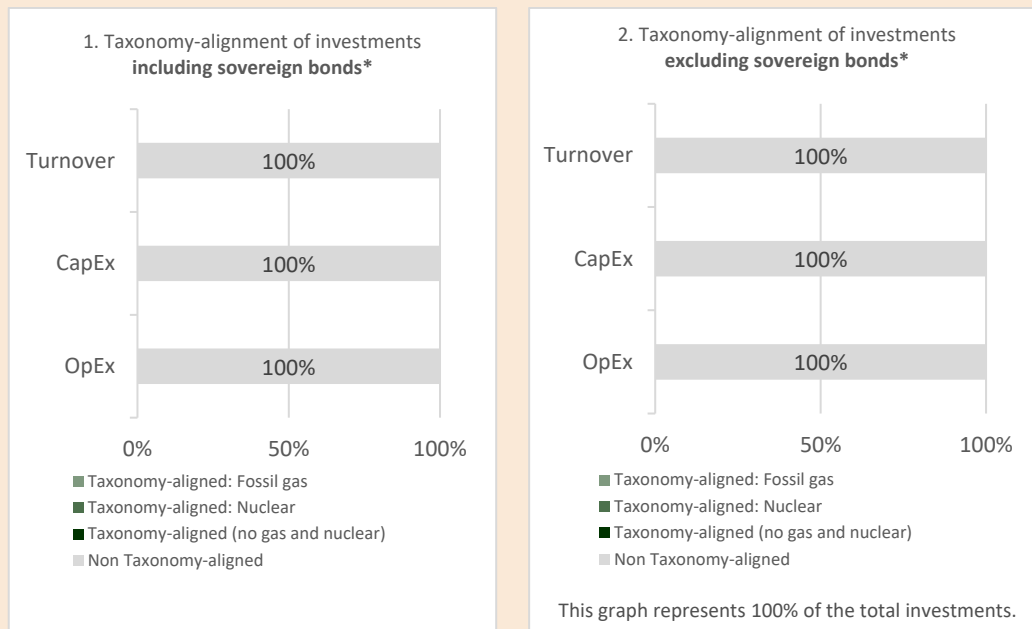 1. Taxonomy-alignment of investments
including sovereign bonds*
Turnover
100%
CapEx
100%
OpEx
100%
0%
50%
100%
Taxonomy-aligned: Fossil gas
Taxonomy-aligned: Nuclear
Taxonomy-aligned (no gas and nuclear)
Non Taxonomy-aligned
2. Taxonomy-alignment of investments
excluding sovereign bonds*
Turnover
100%
CapEx
100%
OpEx
100%
0%
50%
100%
Taxonomy-aligned: Fossil gas
Taxonomy-aligned: Nuclear
Taxonomy-aligned (no gas and nuclear)
Non Taxonomy-aligned
This graph represents 100% of the total investments.